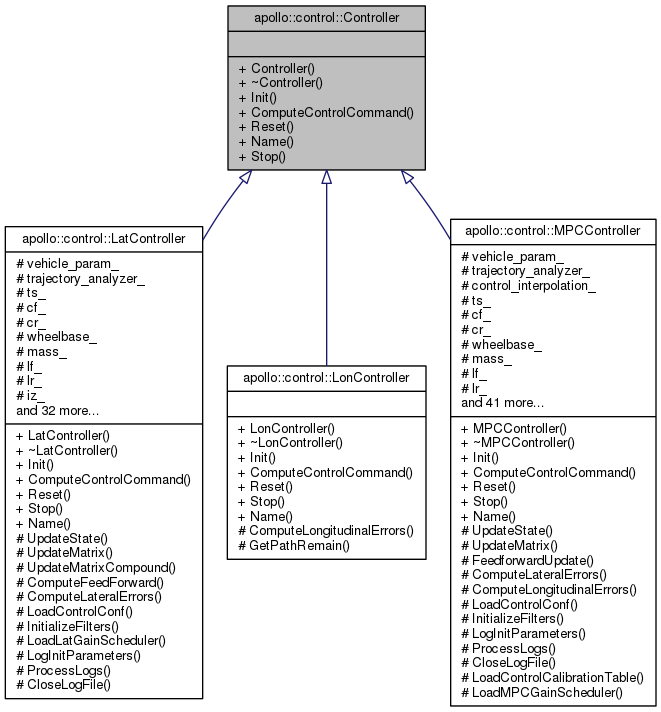 apollo::control::Controller
+ Controller()
+ ~Controller()
+ Init()
+ ComputeControlCommand()
+ Reset()
+ Name()
+ Stop()
apollo::control::LatController
# vehicle_param_
# trajectory_analyzer_
# ts_
# cf_
# cr_
# wheelbase_
# mass_
# lf_
# lr_
# iz_
and 32 more...
+ LatController()
+ ~LatController()
+ Init()
+ ComputeControlCommand()
+ Reset()
+ Stop()
+ Name()
# UpdateState()
# UpdateMatrix()
# UpdateMatrixCompound()
# ComputeFeedForward()
# ComputeLateralErrors()
# LoadControlConf()
# InitializeFilters()
# LoadLatGainScheduler()
# LogInitParameters()
# ProcessLogs()
# CloseLogFile()
apollo::control::LonController
+ LonController()
+ ~LonController()
+ Init()
+ ComputeControlCommand()
+ Reset()
+ Stop()
+ Name()
# ComputeLongitudinalErrors()
# GetPathRemain()
apollo::control::MPCController
# vehicle_param_
# trajectory_analyzer_
# control_interpolation_
# ts_
# cf_
# cr_
# wheelbase_
# mass_
# lf_
# lr_
and 41 more...
+ MPCController()
+ ~MPCController()
+ Init()
+ ComputeControlCommand()
+ Reset()
+ Stop()
+ Name()
# UpdateState()
# UpdateMatrix()
# FeedforwardUpdate()
# ComputeLateralErrors()
# ComputeLongitudinalErrors()
# LoadControlConf()
# InitializeFilters()
# LogInitParameters()
# ProcessLogs()
# CloseLogFile()
# LoadControlCalibrationTable()
# LoadMPCGainScheduler()